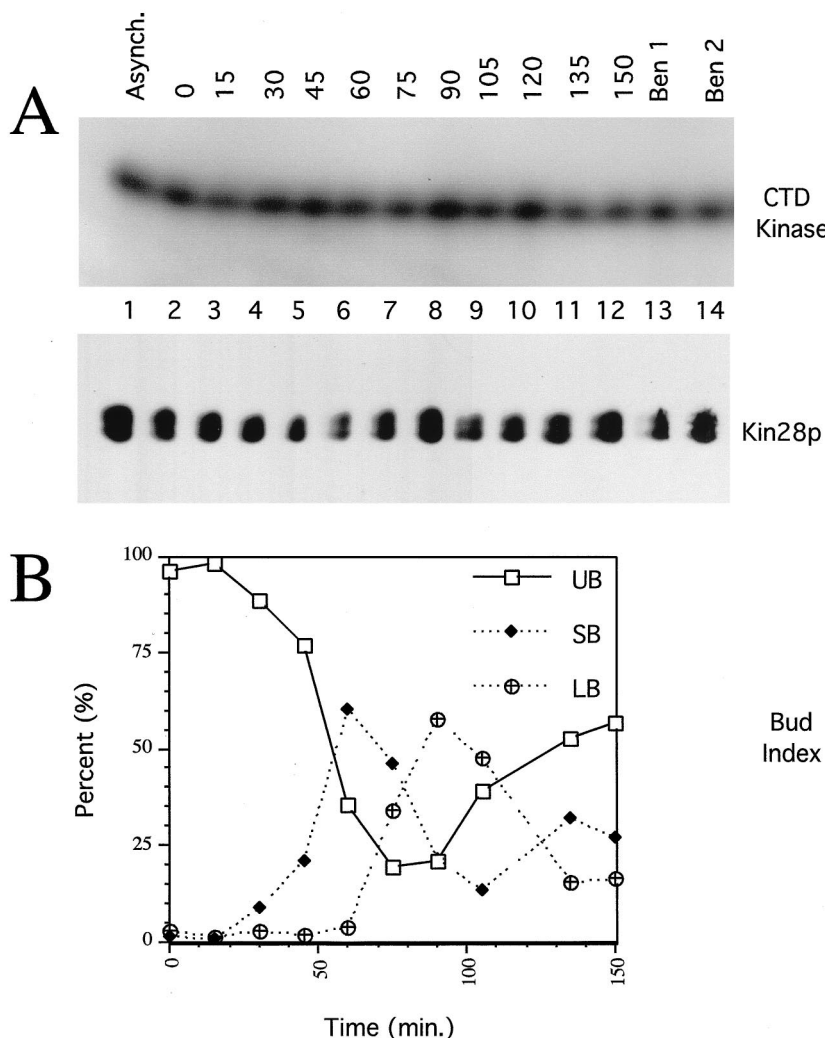 A
Asynch. 0 15 30 45 60 75 90 105 120 135 150 Ben 1 Ben 2
CTD
Kinase
1 2 3 4 5 6 7 8 9 10 11 12 13 14
Kin28p
B
100
75
50
25
0
Percent (%)
UB
SB
LB
Bud
Index
0 50 100 150
Time (min.)